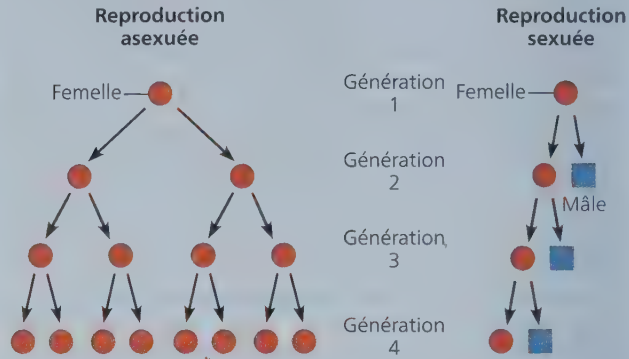 Reproduction
asexuée
Reproduction
sexuée
Femelle
Génération
1
Femelle
Génération
2
Mâle
Génération
3
Génération
4